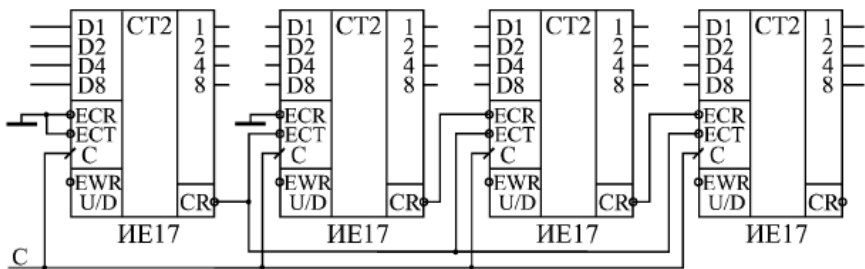 D1 CT2 1
D2 2
D4 4
D8 8
ECR
ECT
C
EWR
U/D CR
ИЕ17
D1 CT2 1
D2 2
D4 4
D8 8
ECR
ECT
C
EWR
U/D CR
ИЕ17
D1 CT2 1
D2 2
D4 4
D8 8
ECR
ECT
C
EWR
U/D CR
ИЕ17
D1 CT2 1
D2 2
D4 4
D8 8
ECR
ECT
C
EWR
U/D CR
ИЕ17
C